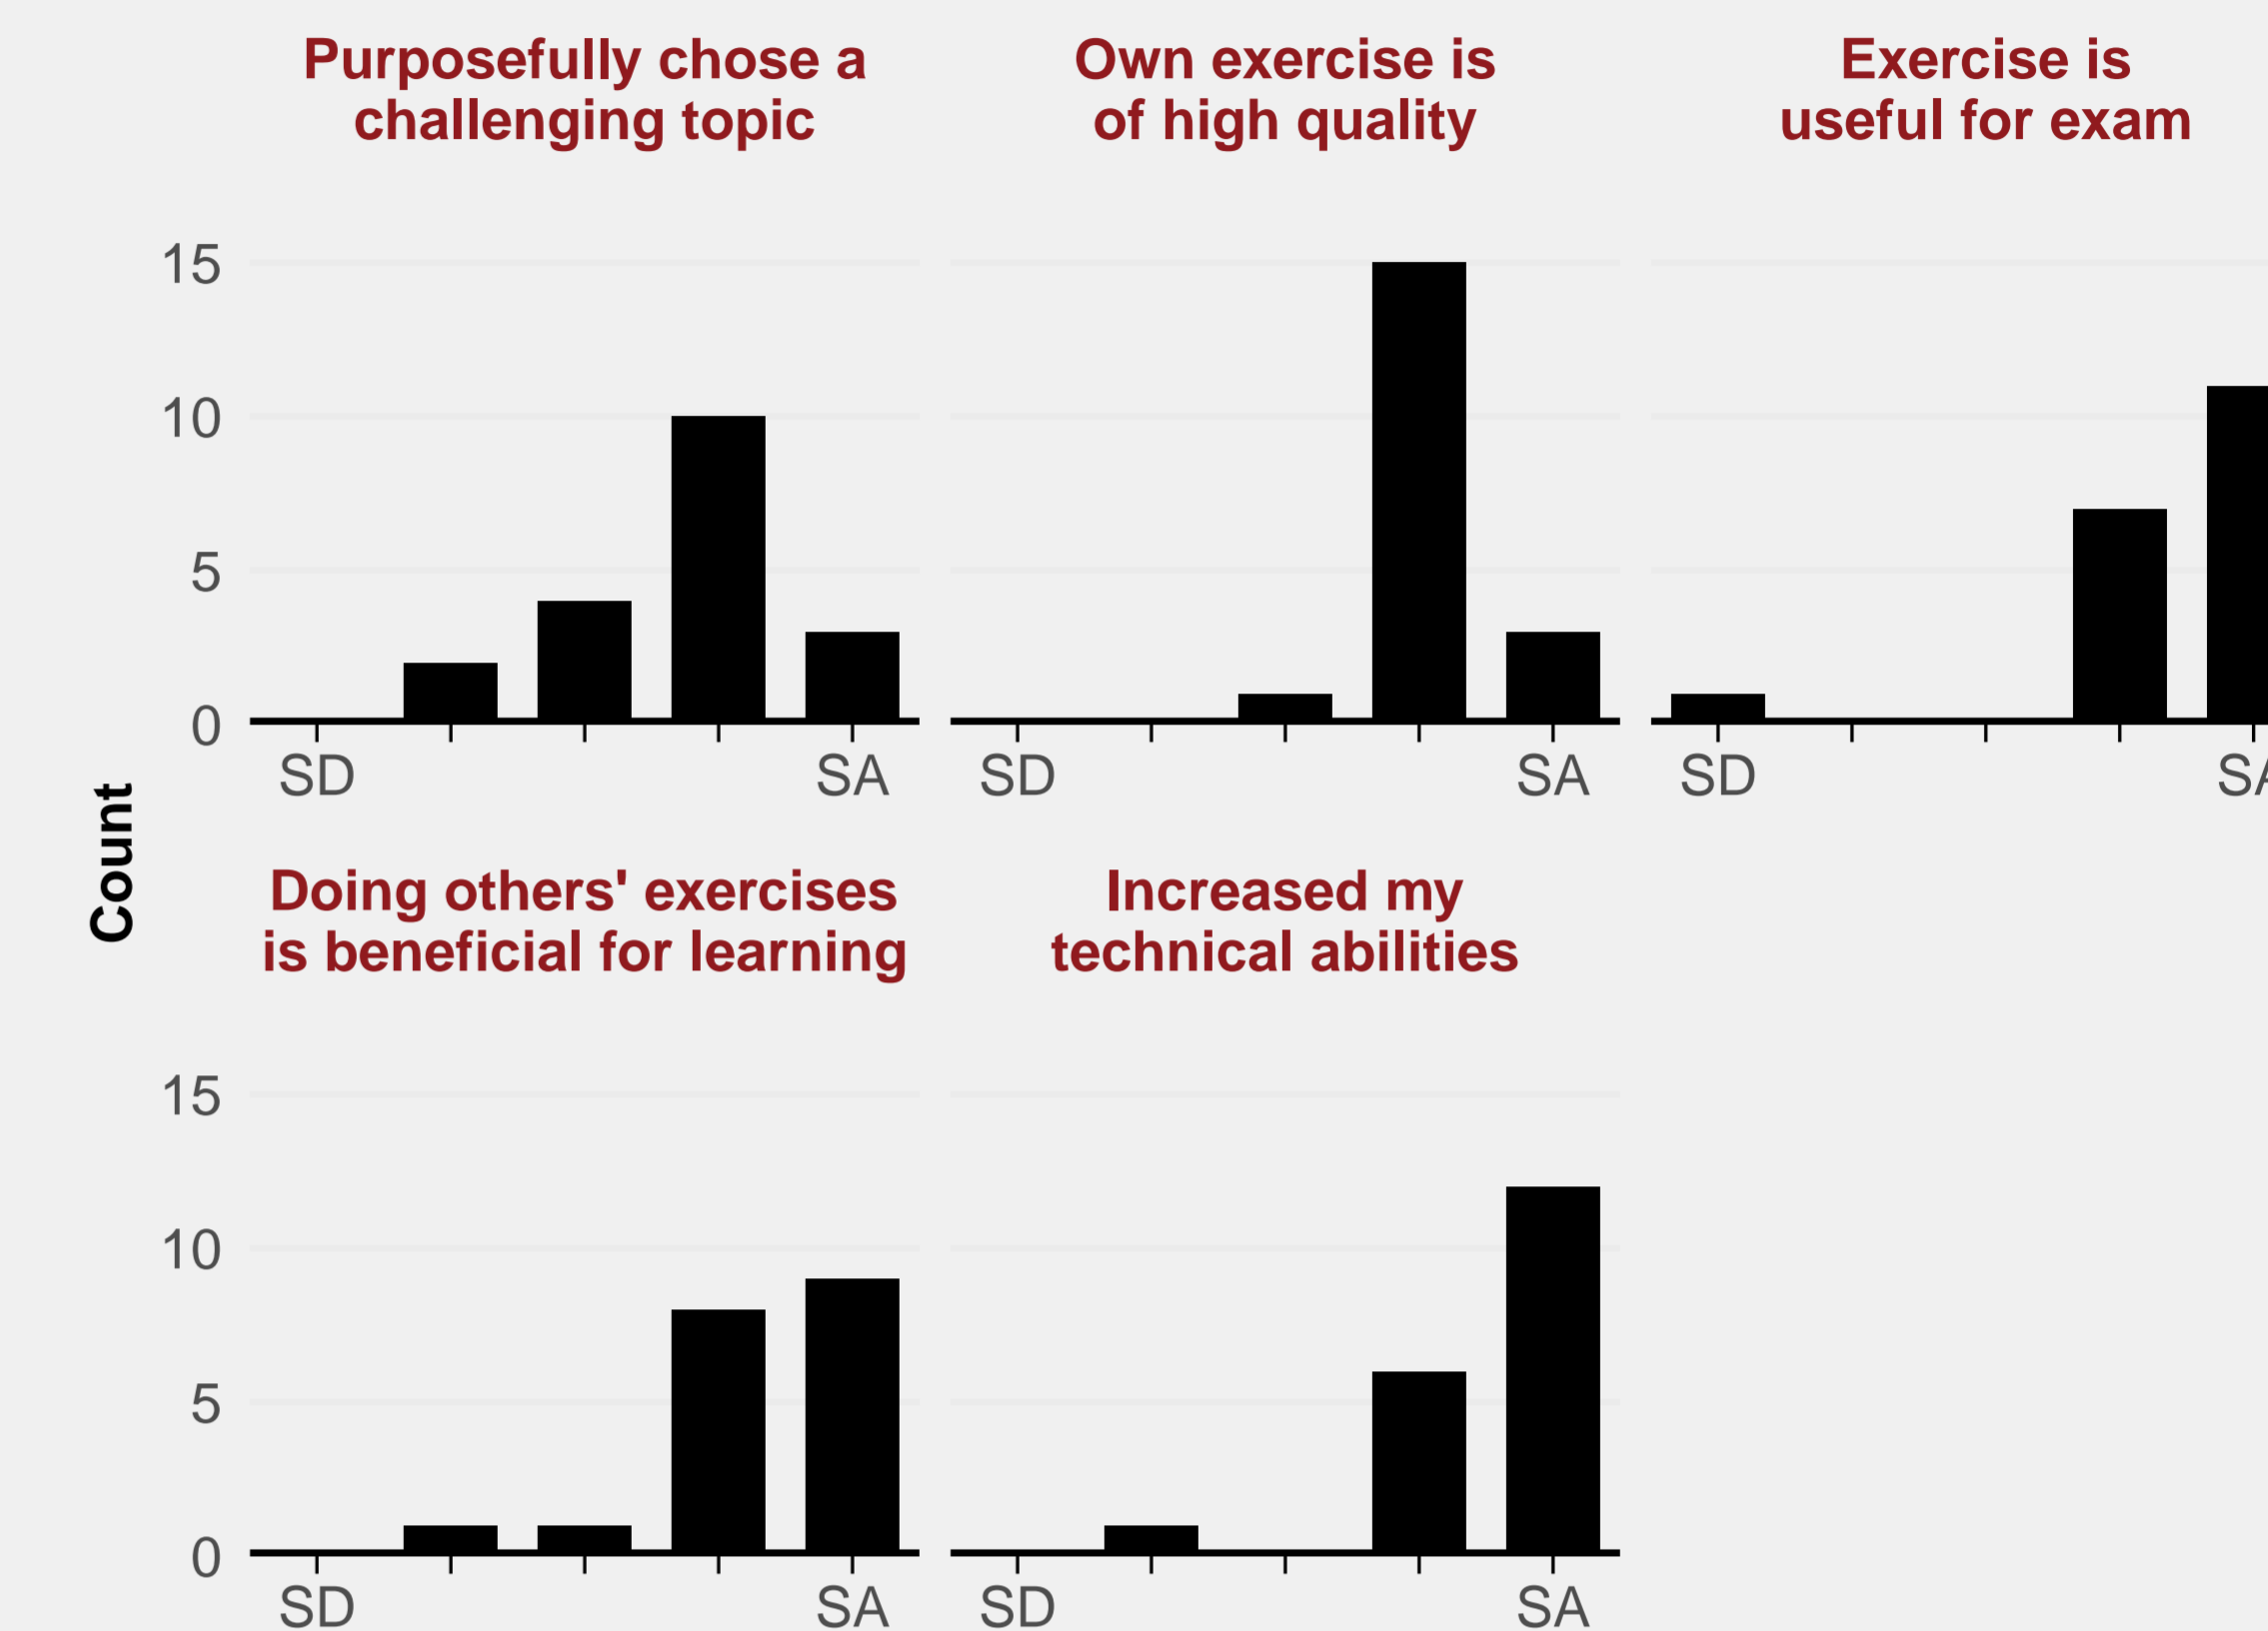 Purposefully chose a
challenging topic
Own exercise is
of high quality
Exercise is
useful for exam
15
10
5
0
SD
SA
SD
SA
SD
SA
Count
Doing others' exercises
is beneficial for learning
Increased my
technical abilities
15
10
5
0
SD
SA
SD
SA